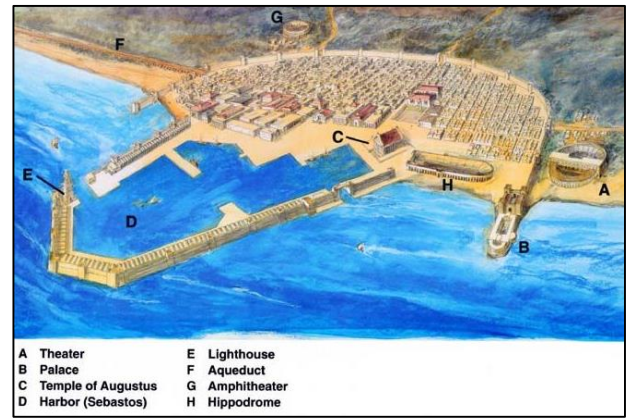 G
F
C
E
H
A
D
B
A Theater
B Palace
C Temple of Augustus
D Harbor (Sebastos)
E Lighthouse
F Aqueduct
G Amphitheater
H Hippodrome